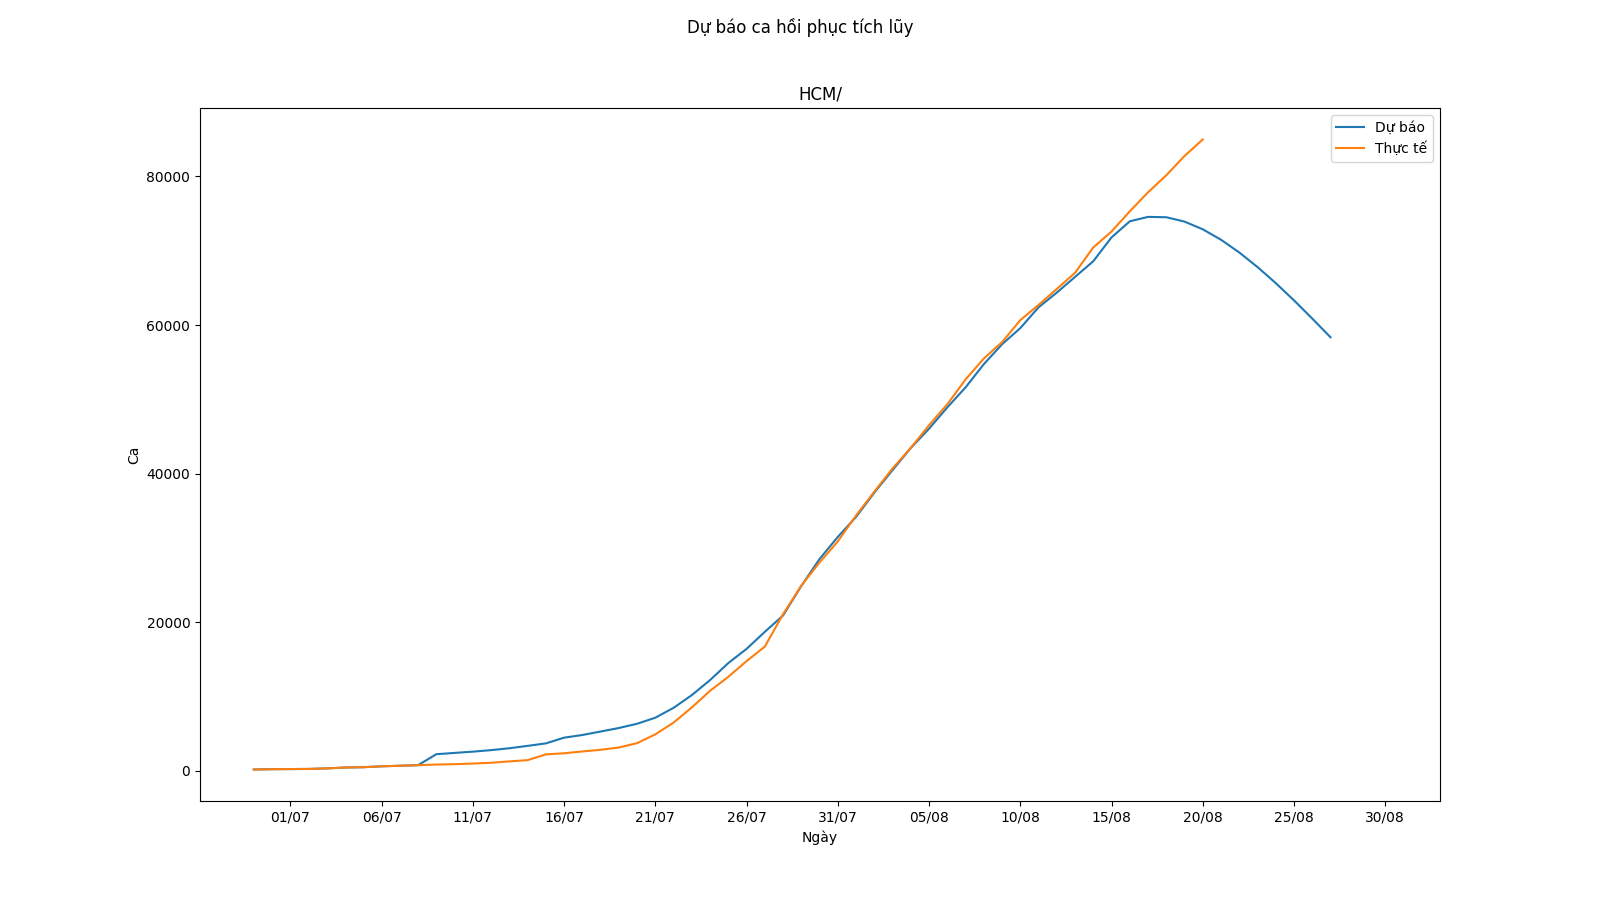 Dự báo ca hồi phục tích lũy
HCM/
Dự báo
Thực tế
80000
60000
40000
20000
0
Ca
01/07 06/07 11/07 16/07 21/07 26/07 31/07 05/08 10/08 15/08 20/08 25/08 30/08
Ngày